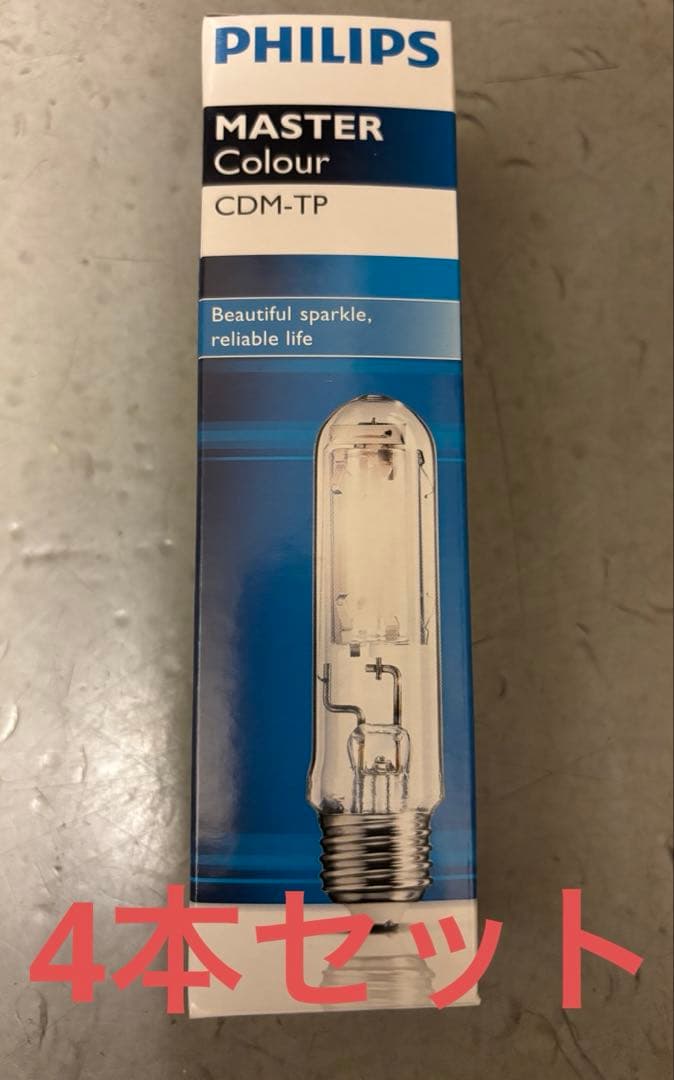 PHILIPS
MASTER
Colour
CDM-TP
Beautiful sparkle,
reliable life
4本セット